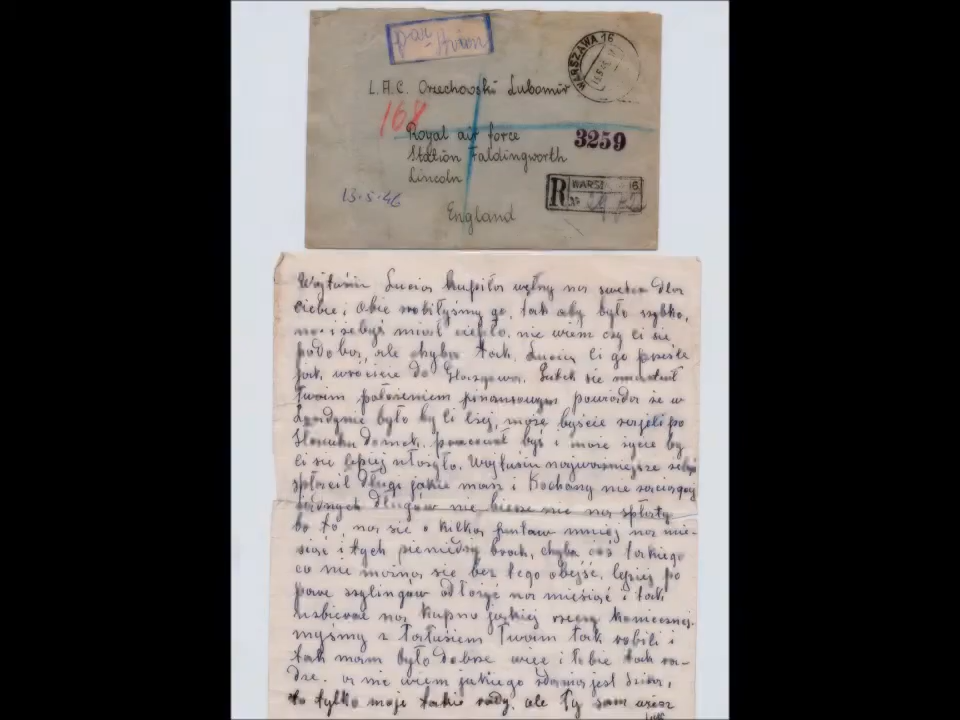 par Avion
WARSZAWA 16
L.A.C. Orzechowski Lubomir
168
Royal air force
3259
Station Faldingworth
Lincoln
R WARSZAWA 16
13.5.46
England
Wojtusiu Lucia kupiła wełny na sweter dla
ciebie i obie robiłyśmy go, tak aby było szybko,
no i żebyś miał ciepło. nie wiem czy ci się
podoba, ale chyba tak. Lucia ci go prześle
jak wrócicie do Glazgowa. Lutek się
Twoim położeniem finansowym powiada że w
Londynie było by ci lżej, może byście wzięli po
domek, pracował byś i może życie by
ci się lepiej ułożyło. Wojtusiu najważniejsze żebyś
spłacił długi jakie masz i Kochany nie zaciągaj
żadnych długów nie bierz nic na spłaty
bo to, na się o kilka funtów mniej na mie-
siąc i tych pieniędzy brak, chyba coś takiego
co nie można się bez tego obejść, lepiej po
parę szylingów odłożyć na miesiąc i tak
uzbierać na kupno jakiejś rzeczy koniecznej.
myśmy z Tatusiem Twoim tak robili i
tak nam było dobrze więc i tobie tak ra-
dzę. a nie wiem jakiego zdania jest
to tylko moje takie rady, ale Ty sam wiesz